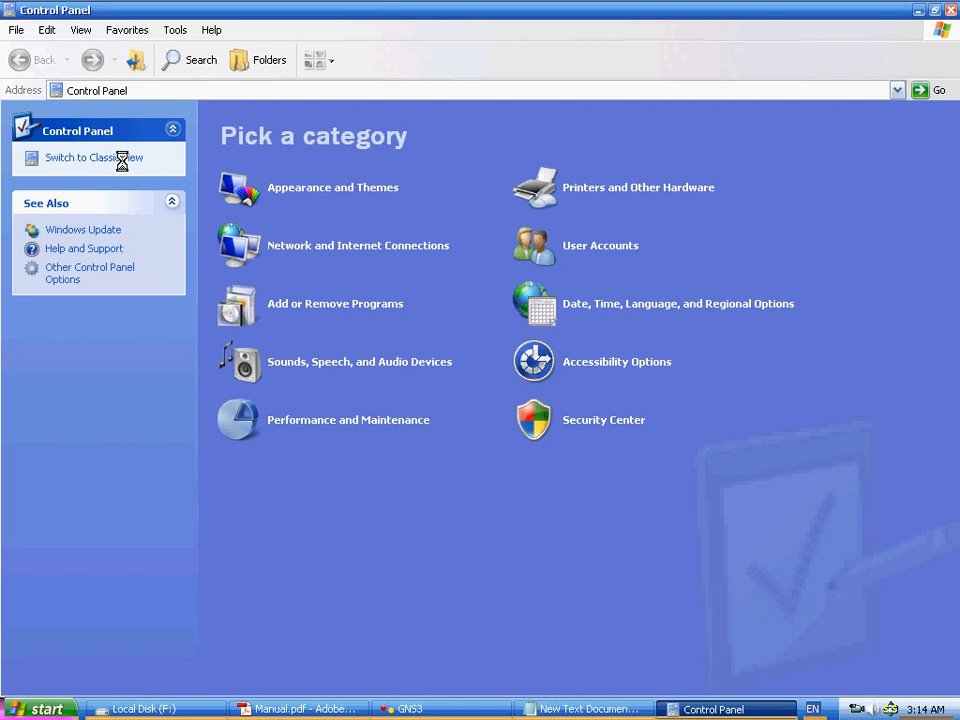 Control Panel
File Edit View Favorites Tools Help
Back Search Folders
Address Control Panel Go
Control Panel
Switch to Classic View
See Also
Windows Update
Help and Support
Other Control Panel
Options
Pick a category
Appearance and Themes
Printers and Other Hardware
Network and Internet Connections
User Accounts
Add or Remove Programs
Date, Time, Language, and Regional Options
Sounds, Speech, and Audio Devices
Accessibility Options
Performance and Maintenance
Security Center
start Local Disk (F:) Manual.pdf - Adobe... GNS3 New Text Documen... Control Panel EN 3:14 AM